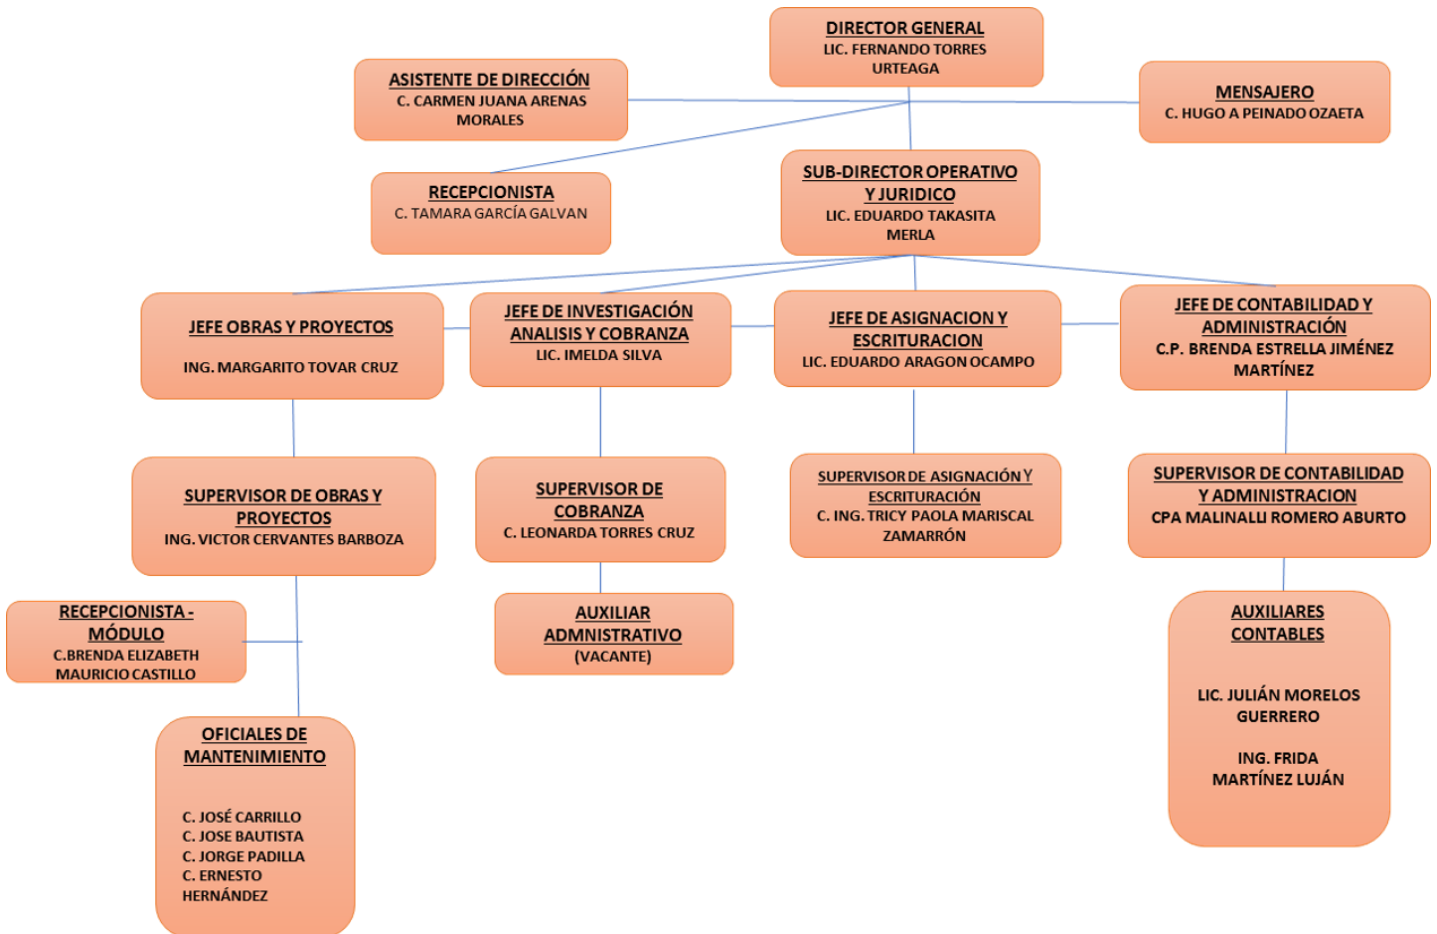 DIRECTOR GENERAL
LIC. FERNANDO TORRES
URTEAGA
ASISTENTE DE DIRECCIÓN
C. CARMEN JUANA ARENAS
MORALES
MENSAJERO
C. HUGO A PEINADO OZAETA
RECEPCIONISTA
C. TAMARA GARCÍA GALVAN
SUB-DIRECTOR OPERATIVO
Y JURIDICO
LIC. EDUARDO TAKASITA
MERLA
JEFE OBRAS Y PROYECTOS
ING. MARGARITO TOVAR CRUZ
JEFE DE INVESTIGACIÓN
ANALISIS Y COBRANZA
LIC. IMELDA SILVA
JEFE DE ASIGNACION Y
ESCRITURACION
LIC. EDUARDO ARAGON OCAMPO
JEFE DE CONTABILIDAD Y
ADMINISTRACIÓN
C.P. BRENDA ESTRELLA JIMÉNEZ
MARTÍNEZ
SUPERVISOR DE OBRAS Y
PROYECTOS
ING. VICTOR CERVANTES BARBOZA
SUPERVISOR DE
COBRANZA
C. LEONARDA TORRES CRUZ
SUPERVISOR DE ASIGNACIÓN Y
ESCRITURACIÓN
C. ING. TRICY PAOLA MARISCAL
ZAMARRÓN
SUPERVISOR DE CONTABILIDAD
Y ADMINISTRACION
CPA MALINALLI ROMERO ABURTO
RECEPCIONISTA -
MÓDULO
C.BRENDA ELIZABETH
MAURICIO CASTILLO
AUXILIAR
ADMNISTRATIVO
(VACANTE)
AUXILIARES
CONTABLES
LIC. JULIÁN MORELOS
GUERRERO
ING. FRIDA
MARTÍNEZ LUJÁN
OFICIALES DE
MANTENIMIENTO
C. JOSÉ CARRILLO
C. JOSE BAUTISTA
C. JORGE PADILLA
C. ERNESTO
HERNÁNDEZ